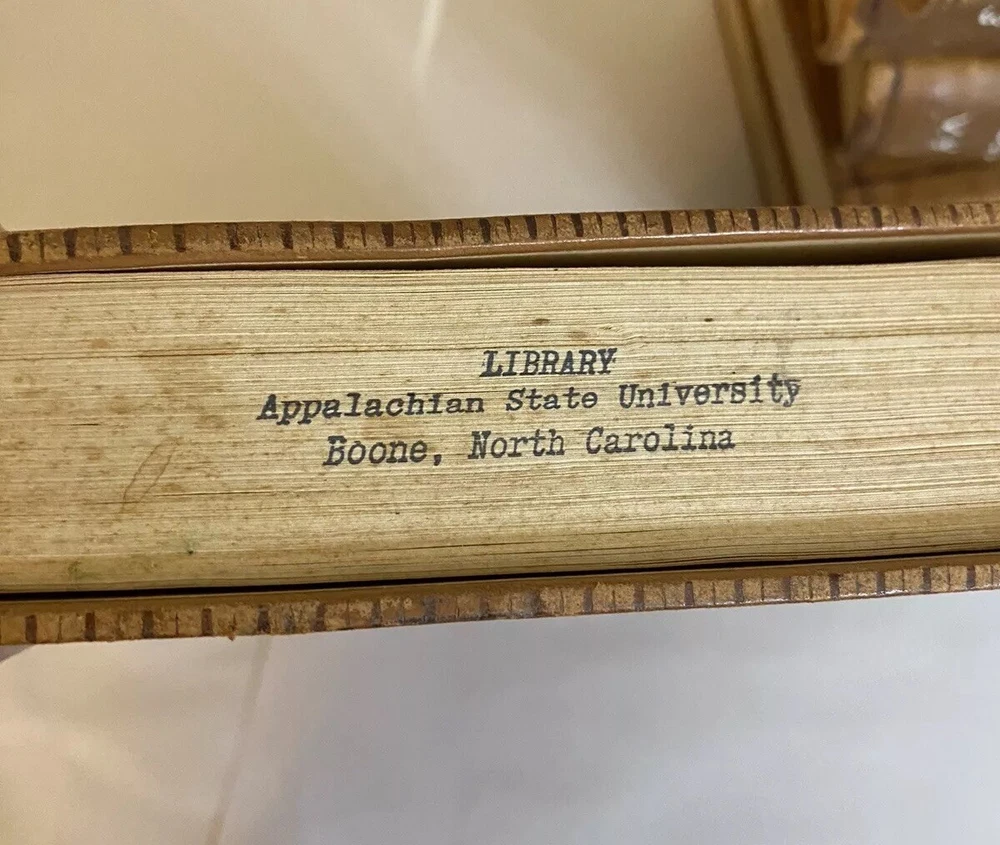 LIBRARY
Appalachian State University
Boone, North Carolina